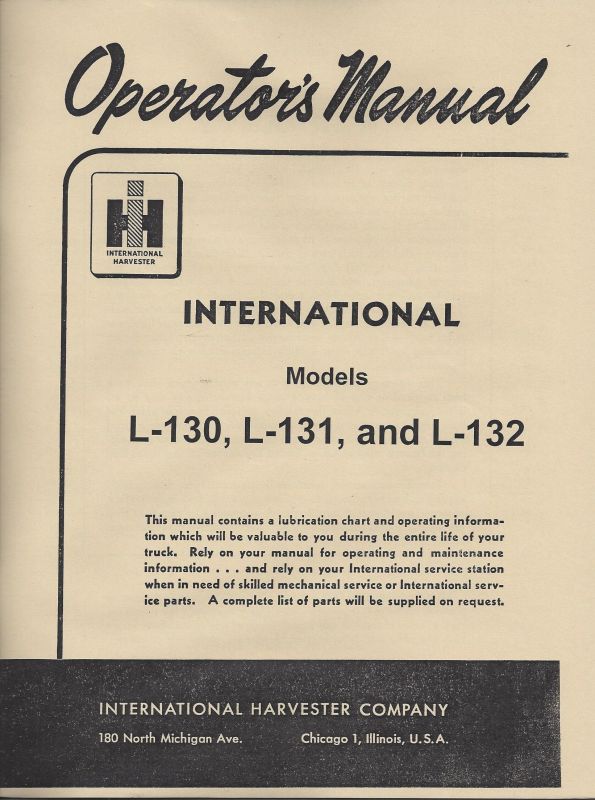 Operator's Manual
IH
INTERNATIONAL
HARVESTER
INTERNATIONAL
Models
L-130, L-131, and L-132
This manual contains a lubrication chart and operating informa-
tion which will be valuable to you during the entire life of your
truck. Rely on your manual for operating and maintenance
information . . . and rely on your International service station
when in need of skilled mechanical service or International serv-
ice parts. A complete list of parts will be supplied on request.
INTERNATIONAL HARVESTER COMPANY
180 North Michigan Ave. Chicago 1, Illinois, U.S.A.